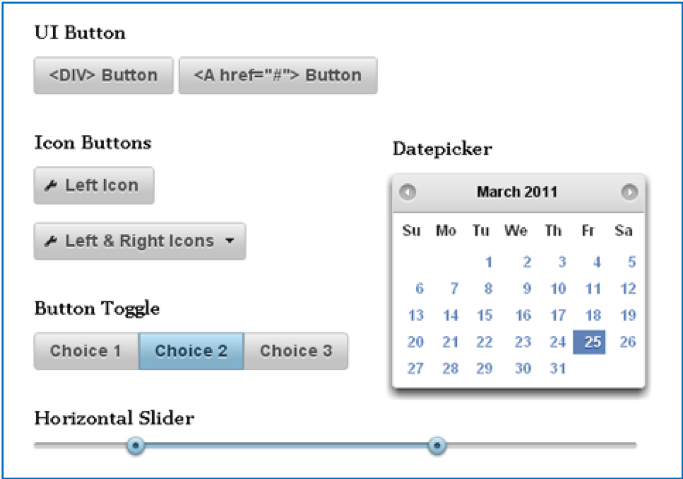 UI Button
<DIV> Button <A href="#"> Button
Icon Buttons
Left Icon
Left & Right Icons
Button Toggle
Choice 1 Choice 2 Choice 3
Horizontal Slider
Datepicker
March 2011
Su Mo Tu We Th Fr Sa
1 2 3 4 5
6 7 8 9 10 11 12
13 14 15 16 17 18 19
20 21 22 23 24 25 26
27 28 29 30 31